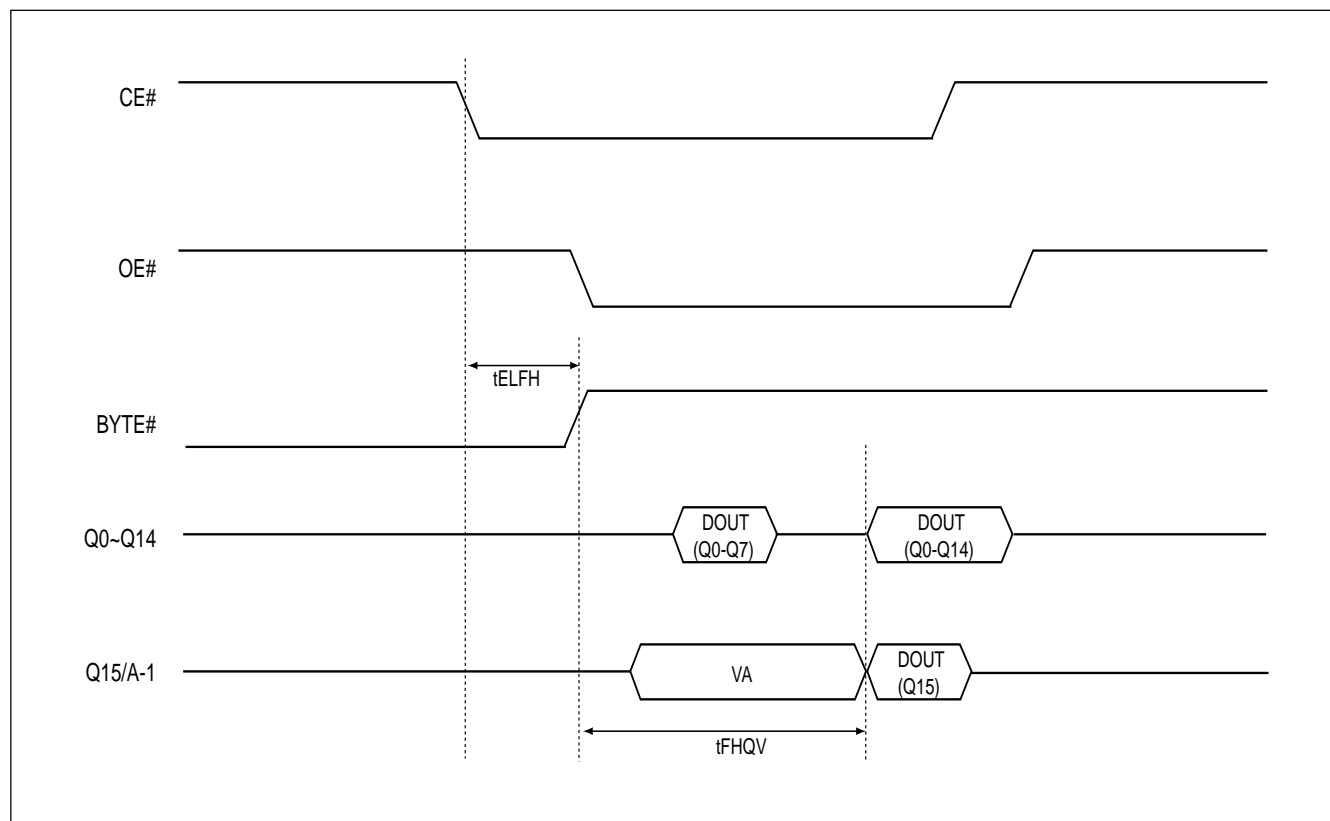 CE#
OE#
tELFH
BYTE#
Q0~Q14
DOUT
(Q0-Q7)
DOUT
(Q0-Q14)
Q15/A-1
VA
DOUT
(Q15)
tFHQV